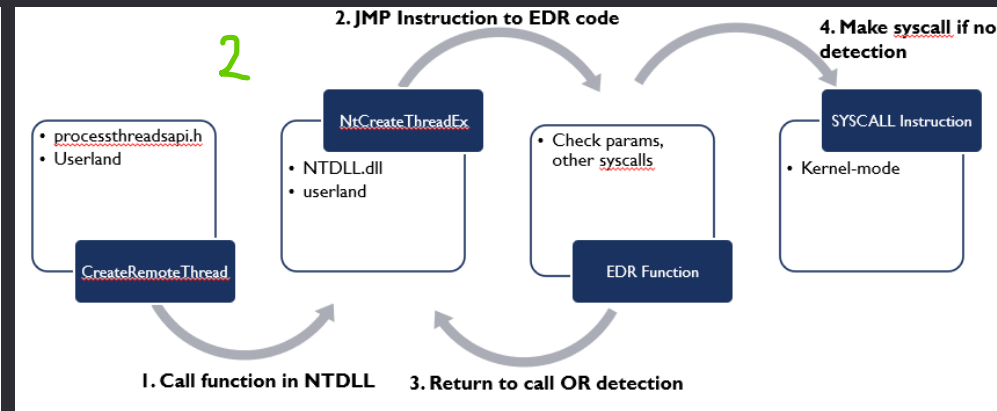 2. JMP Instruction to EDR code
4. Make syscall if no
detection
2
NtCreateThreadEx
SYSCALL Instruction
• processthreadsapi.h
• Userland
• NTDLL.dll
• userland
• Check params,
other syscalls
• Kernel-mode
CreateRemoteThread
EDR Function
1. Call function in NTDLL
3. Return to call OR detection